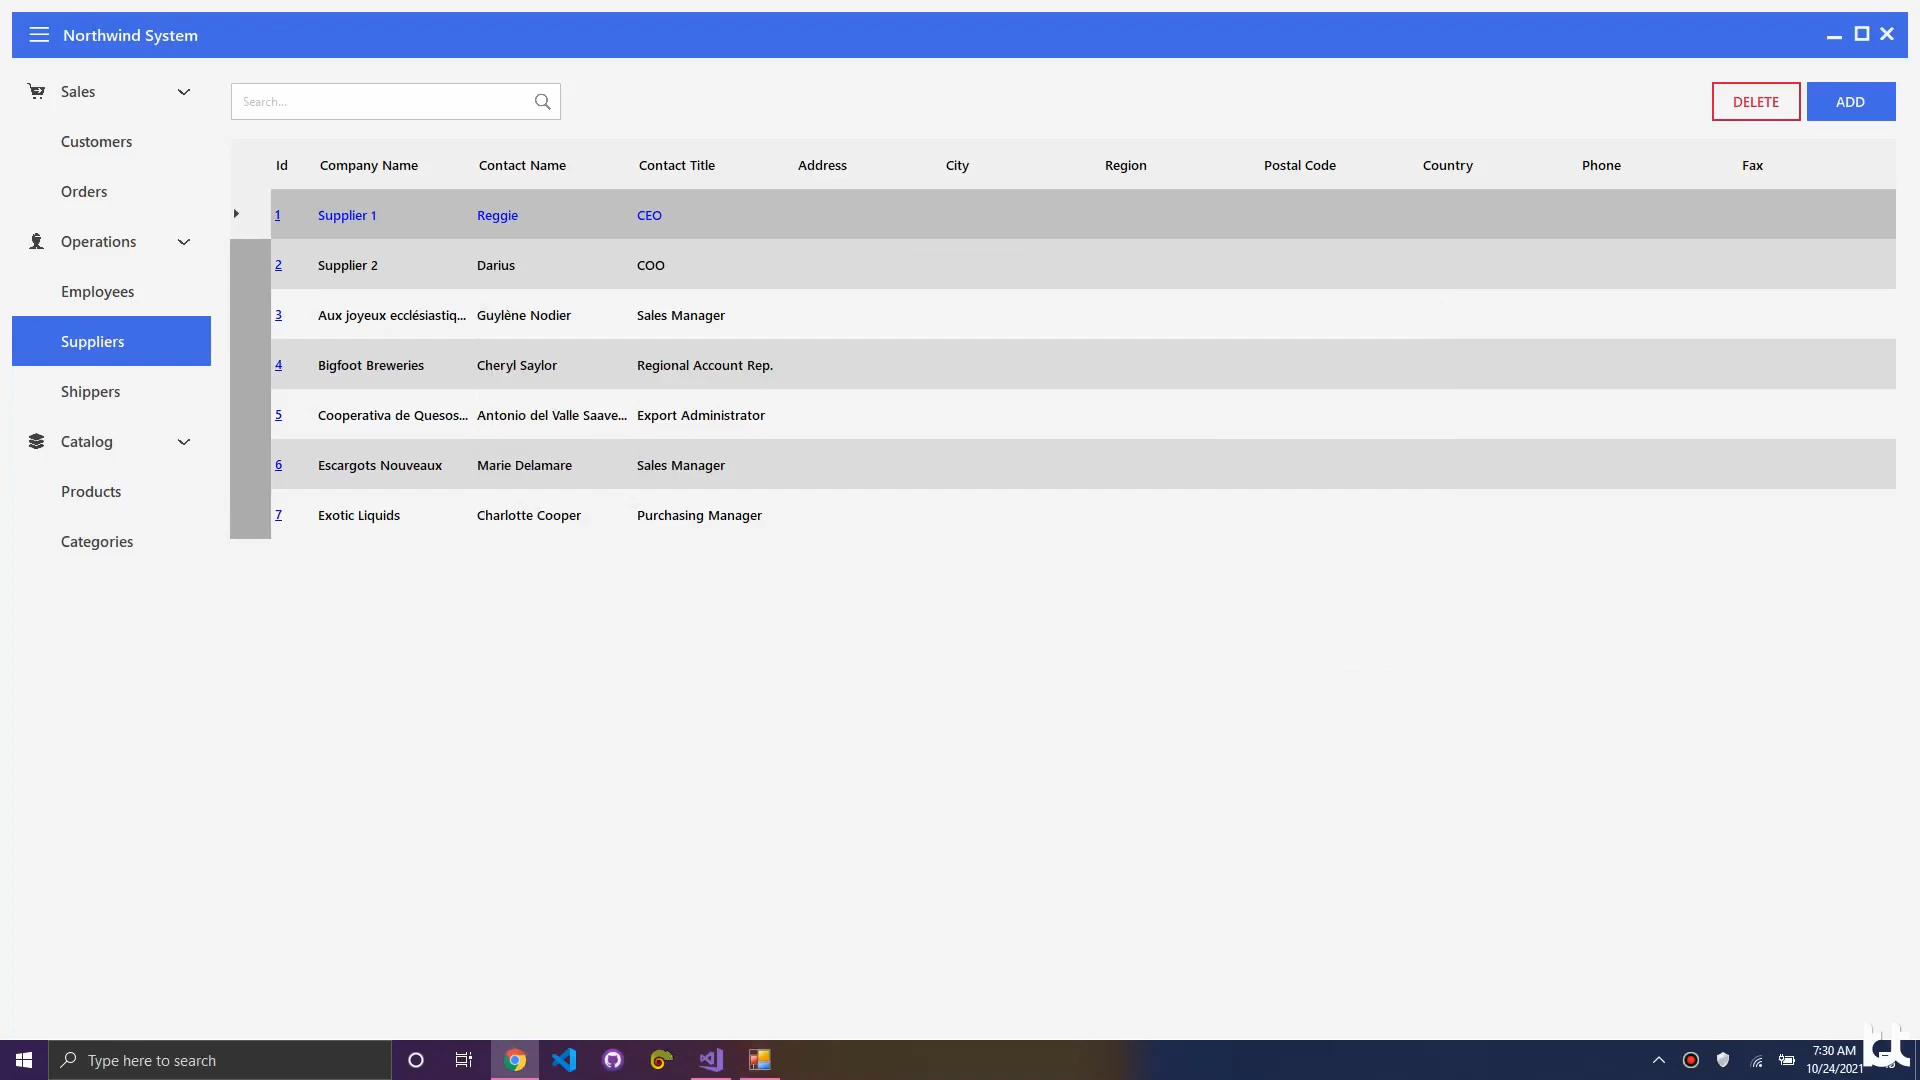 Northwind System
Sales
Customers
Orders
Operations
Employees
Suppliers
Shippers
Catalog
Products
Categories
Search...
DELETE
ADD
Id Company Name Contact Name Contact Title Address City Region Postal Code Country Phone Fax
1 Supplier 1 Reggie CEO
2 Supplier 2 Darius COO
3 Aux joyeux ecclésiastiq... Guylène Nodier Sales Manager
4 Bigfoot Breweries Cheryl Saylor Regional Account Rep.
5 Cooperativa de Quesos... Antonio del Valle Saave... Export Administrator
6 Escargots Nouveaux Marie Delamare Sales Manager
7 Exotic Liquids Charlotte Cooper Purchasing Manager
Type here to search
7:30 AM
10/24/2021